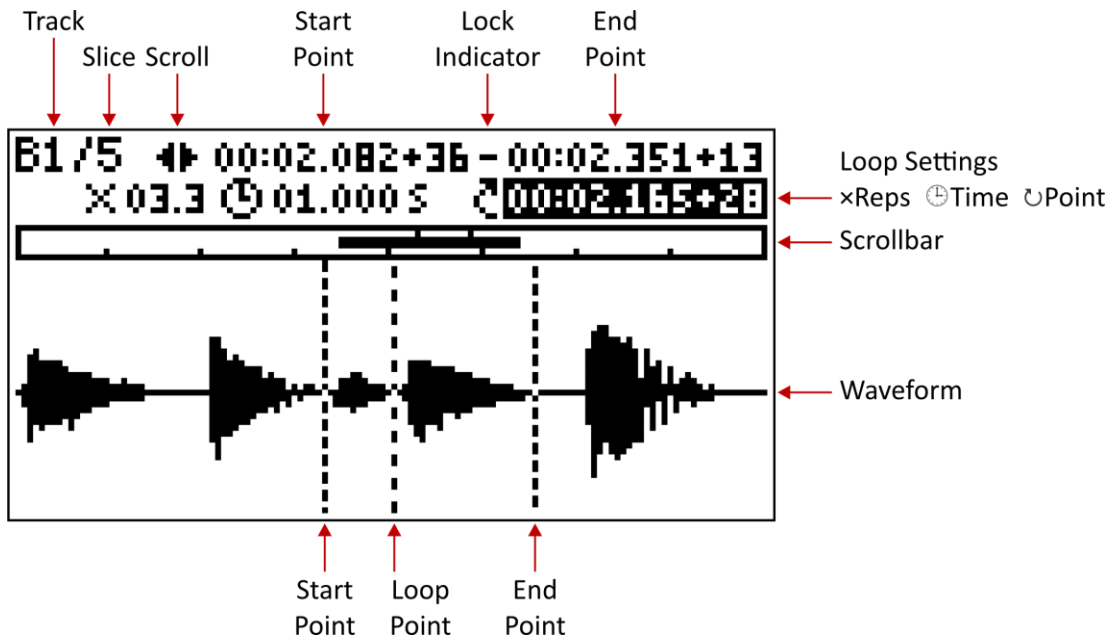 Track
Slice
Scroll
Start
Point
Lock
Indicator
End
Point
B1/5 00:02.082+36-00:02.351+13
×03.3 01.000 S 00:02.165+28
Loop Settings
×Reps 🕒Time ↻Point
Scrollbar
Waveform
Start
Point
Loop
Point
End
Point